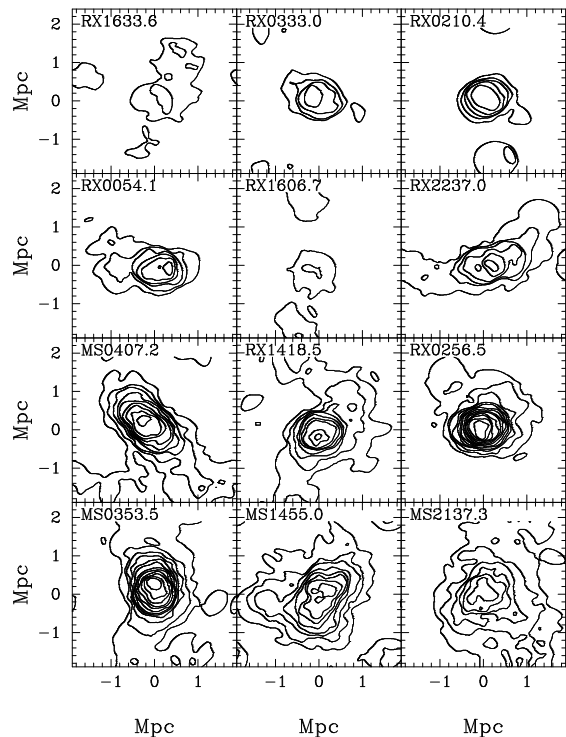 RX1633.6 RX0333.0 RX0210.4
2
1
0
−1
Mpc
RX0054.1 RX1606.7 RX2237.0
2
1
0
−1
Mpc
MS0407.2 RX1418.5 RX0256.5
2
1
0
−1
Mpc
MS0353.5 MS1455.0 MS2137.3
2
1
0
−1
Mpc
−1 0 1 −1 0 1 −1 0 1
Mpc Mpc Mpc